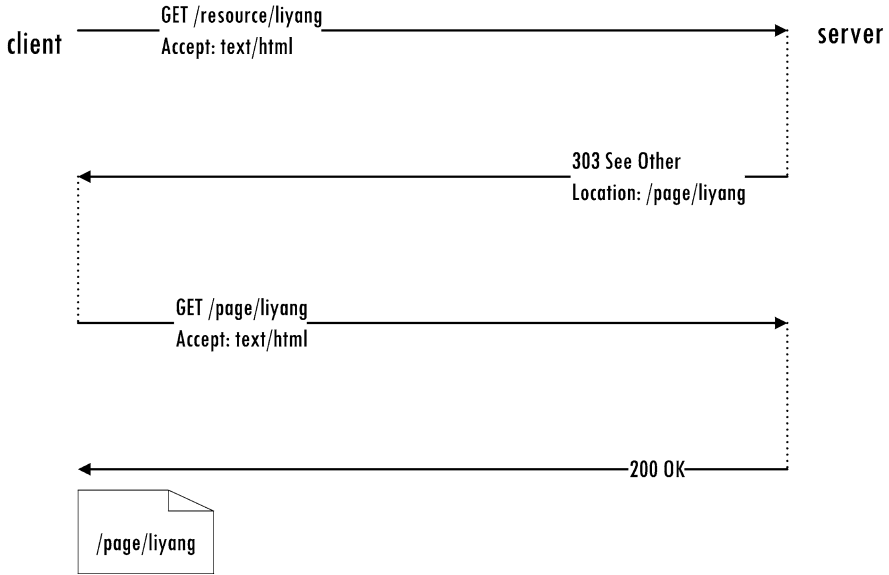 client
GET /resource/liyang
Accept: text/html
server
303 See Other
Location: /page/liyang
GET /page/liyang
Accept: text/html
200 OK
/page/liyang